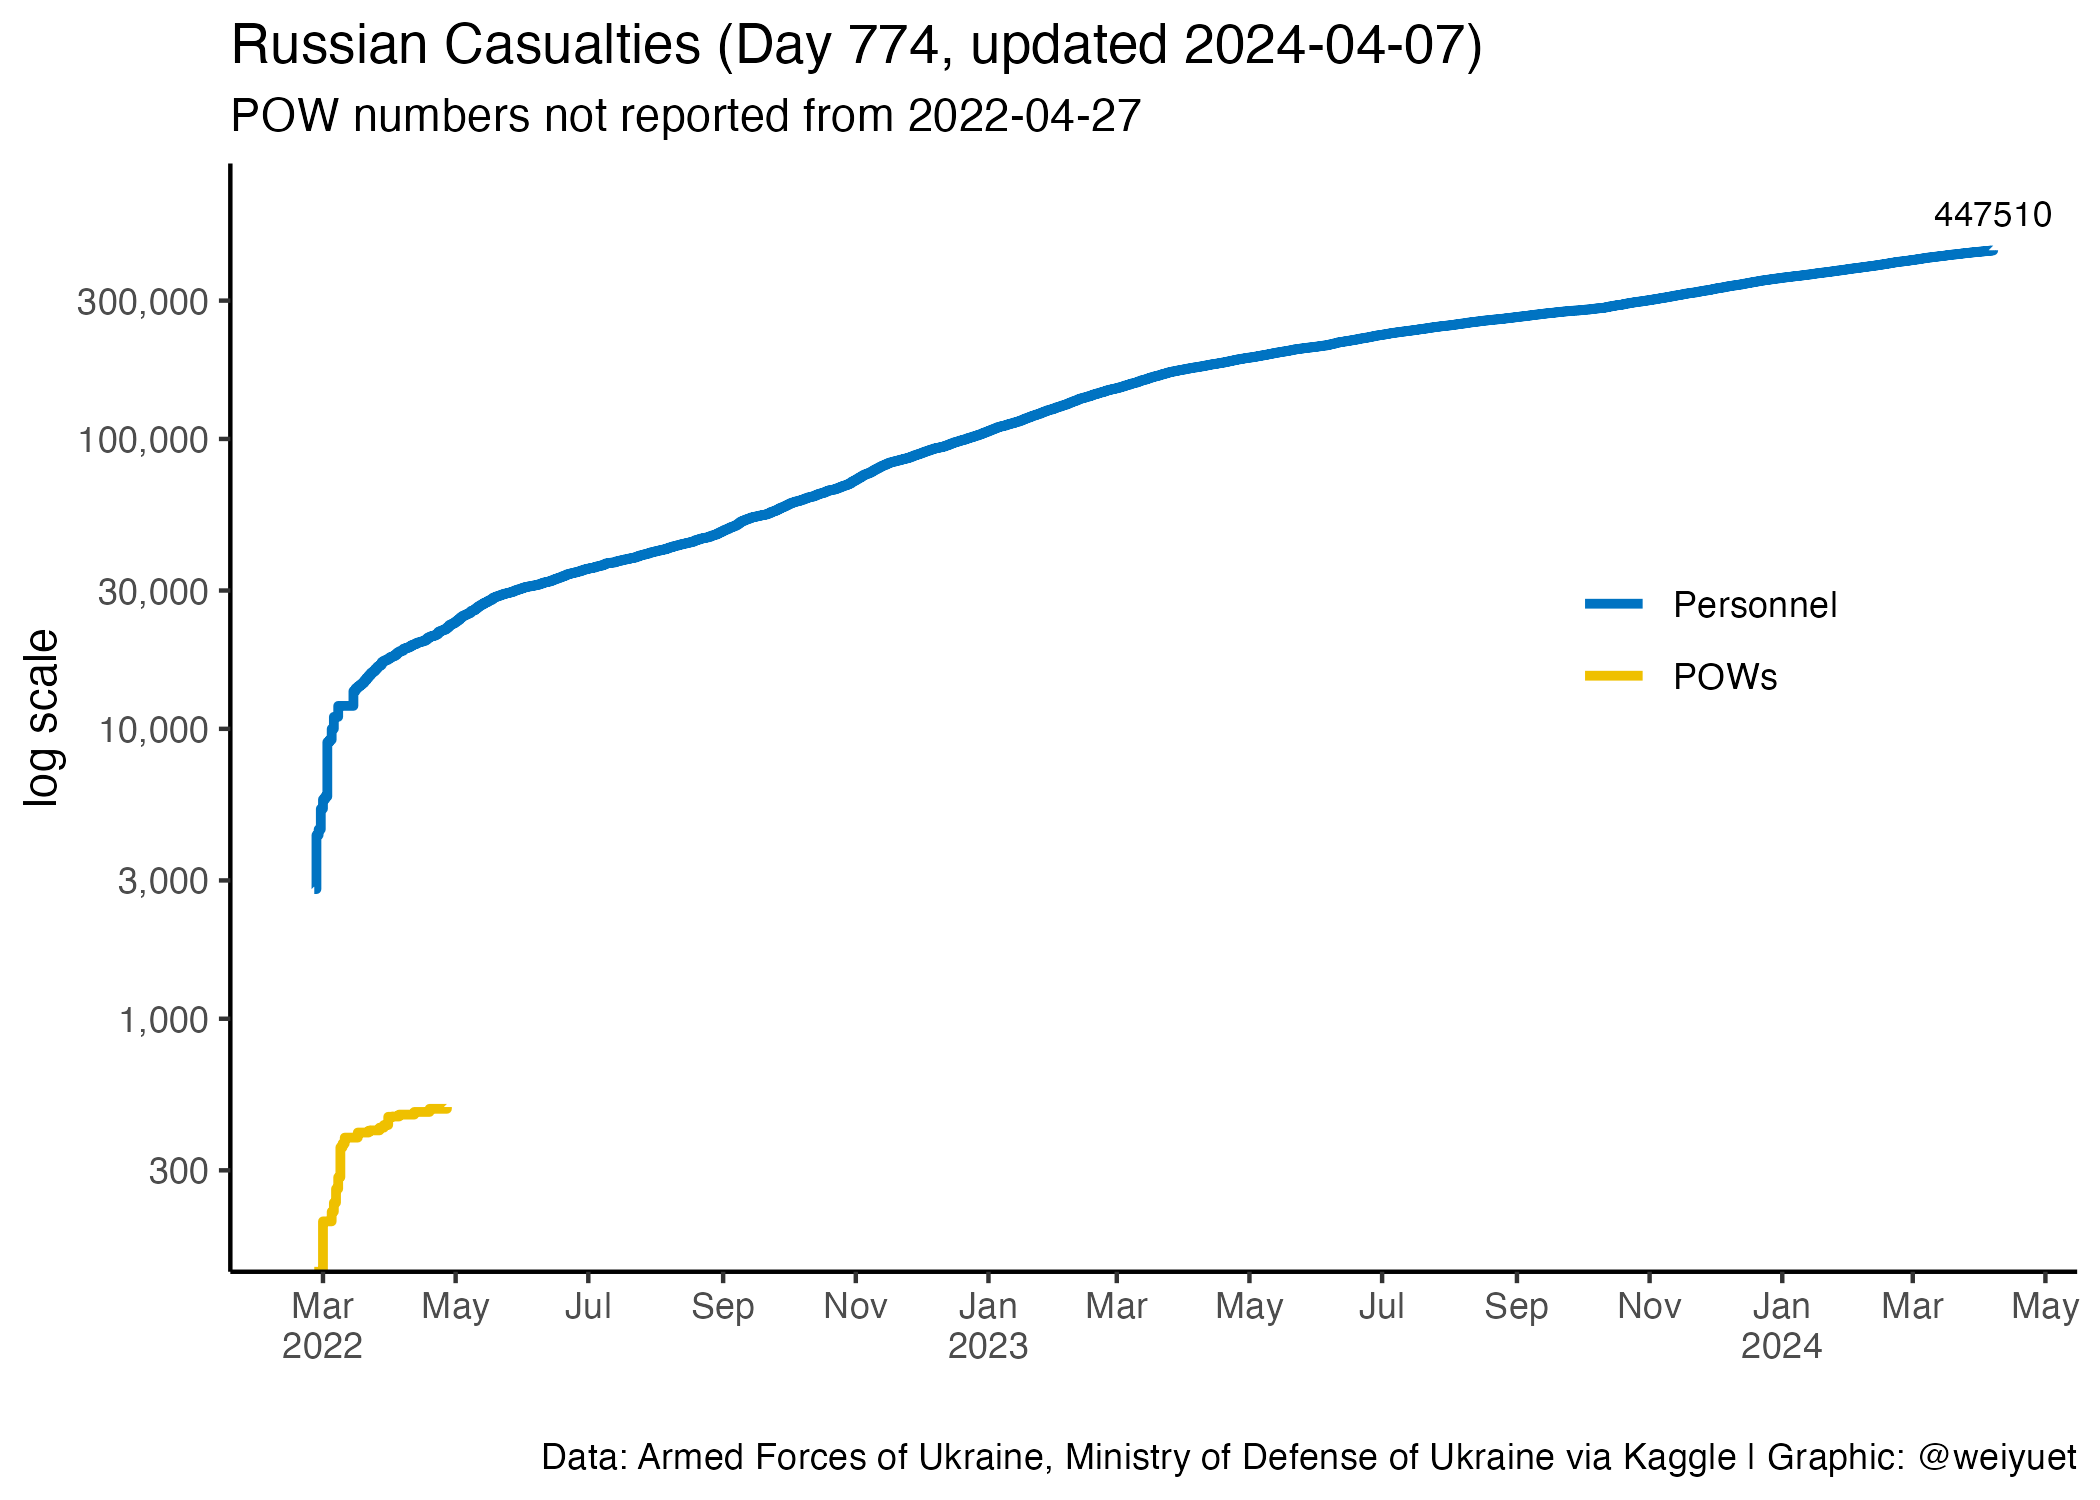 Russian Casualties (Day 774, updated 2024-04-07)
POW numbers not reported from 2022-04-27
447510
300,000
100,000
30,000
10,000
3,000
1,000
300
log scale
Personnel
POWs
Mar May Jul Sep Nov Jan Mar May Jul Sep Nov Jan Mar May
2022 2023 2024
Data: Armed Forces of Ukraine, Ministry of Defense of Ukraine via Kaggle | Graphic: @weiyuet